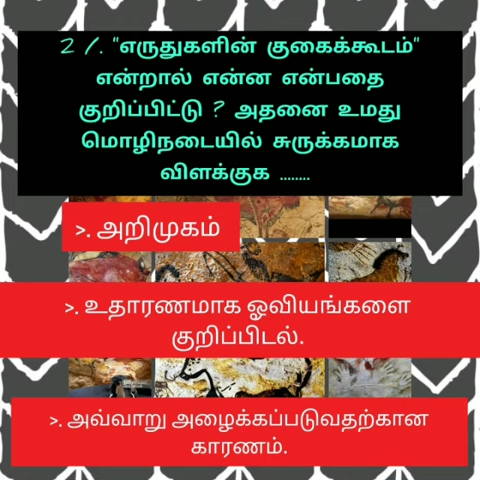 2 /. "எருதுகளின் குகைக்கூடம்"
என்றால் என்ன என்பதை
குறிப்பிட்டு ? அதனை உமது
மொழிநடையில் சுருக்கமாக
விளக்குக ........
>. அறிமுகம்
>. உதாரணமாக ஓவியங்களை
குறிப்பிடல்.
>. அவ்வாறு அழைக்கப்படுவதற்கான
காரணம்.